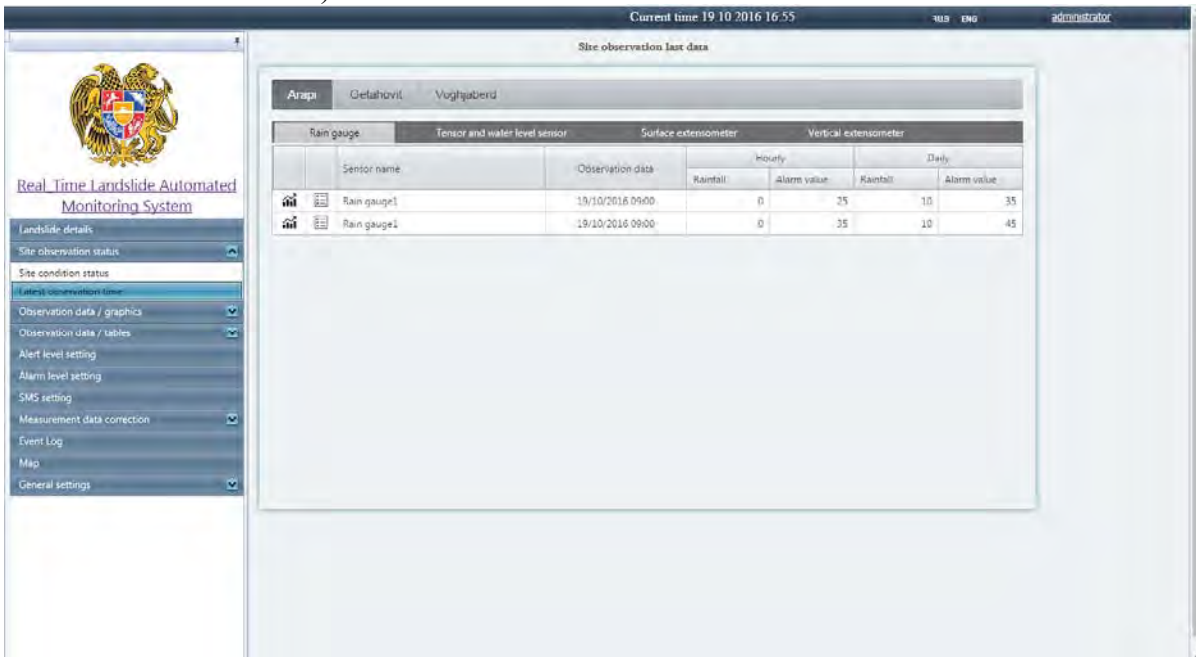 Current time 19 10 2016 16:55
ՀԱՅ ENG
administrator
Site observation last data
Real_Time Landslide Automated
Monitoring System
Landslide details
Site observation status
Site condition status
Latest observation time
Observation data / graphics
Observation data / tables
Alert level setting
Alarm level setting
SMS setting
Measurement data correction
Event Log
Map
General settings
Arapi Getahovit Voghjaberd
Rain gauge Tensor and water level sensor Surface extensometer Vertical extensometer
Sensor name Observation data Hourly Daily
Rainfall Alarm value Rainfall Alarm value
Rain gauge1 19/10/2016 09:00 0 25 10 35
Rain gauge1 19/10/2016 09:00 0 35 10 45